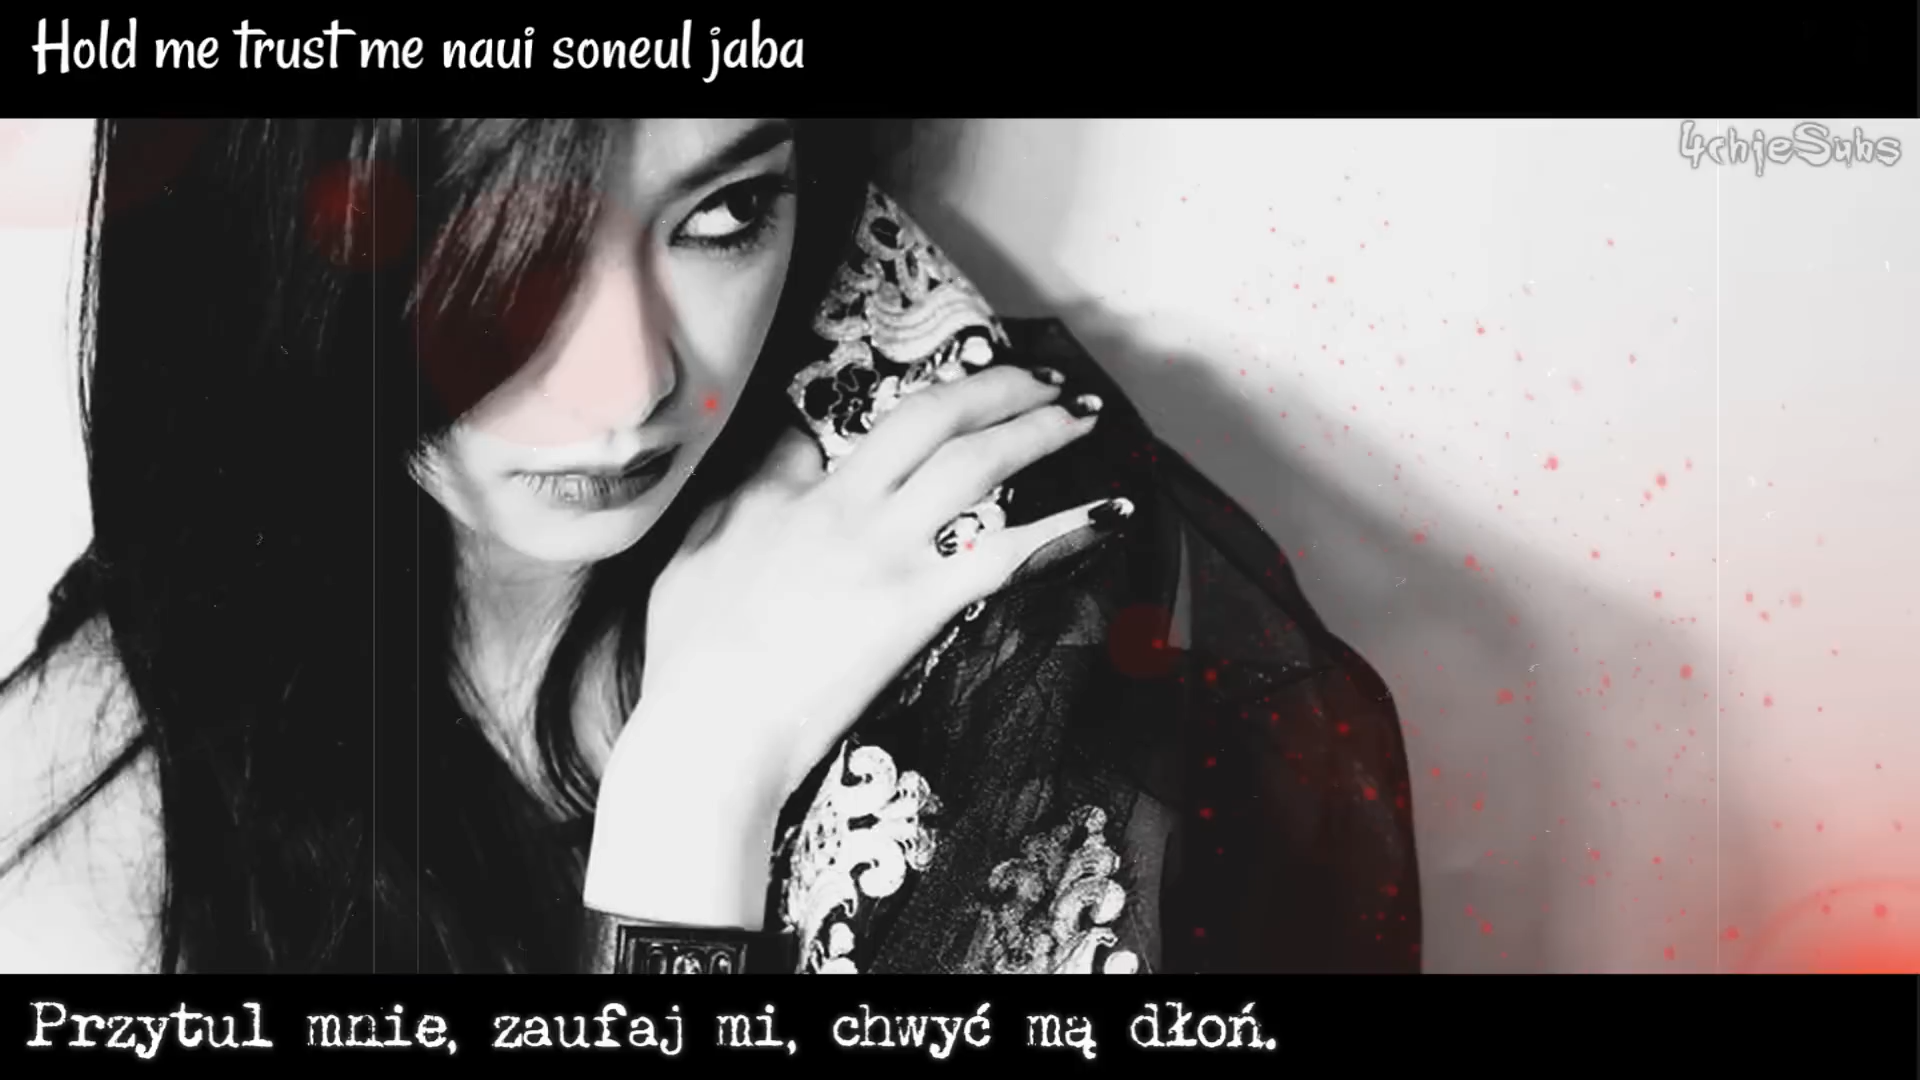 Hold me trust me naui soneul jaba
4chjeSubs
Przytul mnie, zaufaj mi, chwyć mą dłoń.